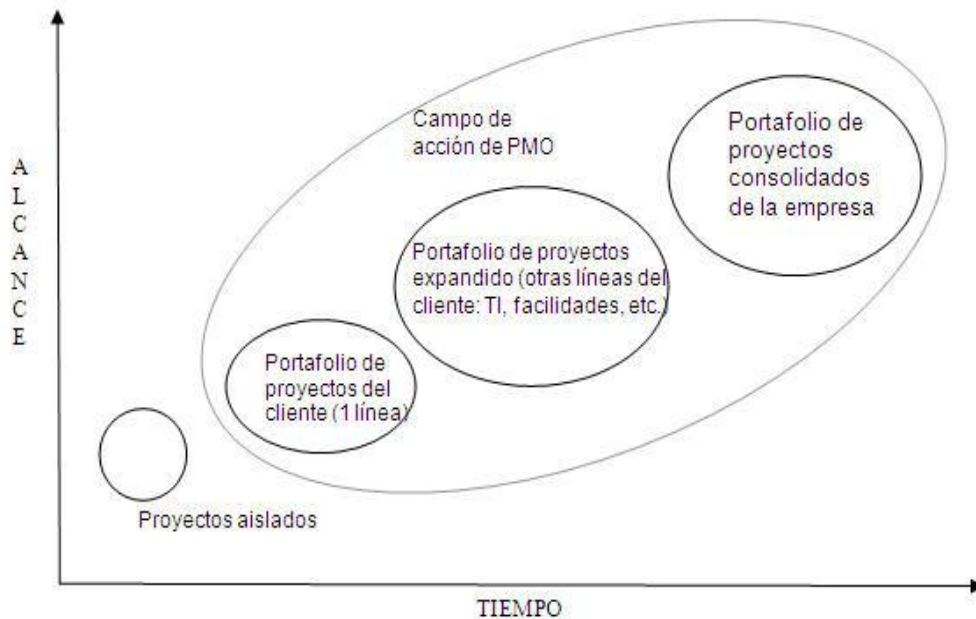 ALCANCE
Campo de
acción de PMO
Portafolio de
proyectos
consolidados
de la empresa
Portafolio de proyectos
expandido (otras líneas del
cliente: TI, facilidades, etc.)
Portafolio de
proyectos del
cliente (1 línea)
Proyectos aislados
TIEMPO